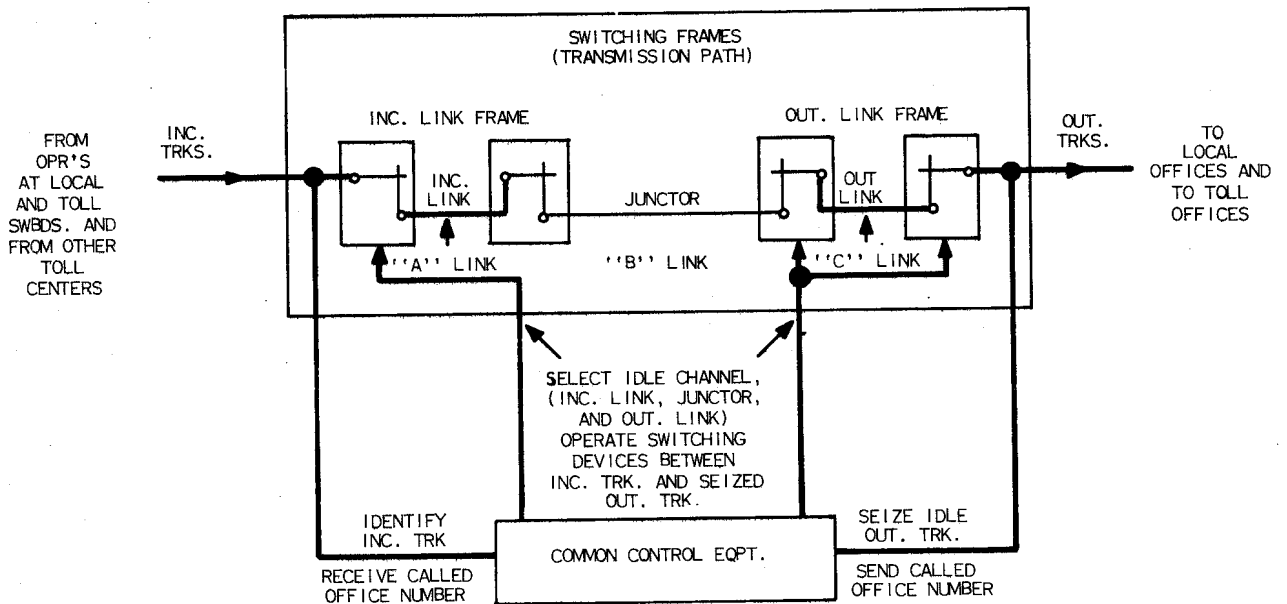 SWITCHING FRAMES
(TRANSMISSION PATH)
INC. LINK FRAME
OUT. LINK FRAME
FROM
OPR'S
AT LOCAL
AND TOLL
SWBDS. AND
FROM OTHER
TOLL
CENTERS
INC.
TRKS.
INC.
LINK
JUNCTOR
OUT
LINK
OUT.
TRKS.
TO
LOCAL
OFFICES AND
TO TOLL
OFFICES
''A'' LINK
''B'' LINK
''C'' LINK
SELECT IDLE CHANNEL,
(INC. LINK, JUNCTOR,
AND OUT. LINK)
OPERATE SWITCHING
DEVICES BETWEEN
INC. TRK. AND SEIZED
OUT. TRK.
IDENTIFY
INC. TRK
RECEIVE CALLED
OFFICE NUMBER
COMMON CONTROL EQPT.
SEIZE IDLE
OUT. TRK.
SEND CALLED
OFFICE NUMBER